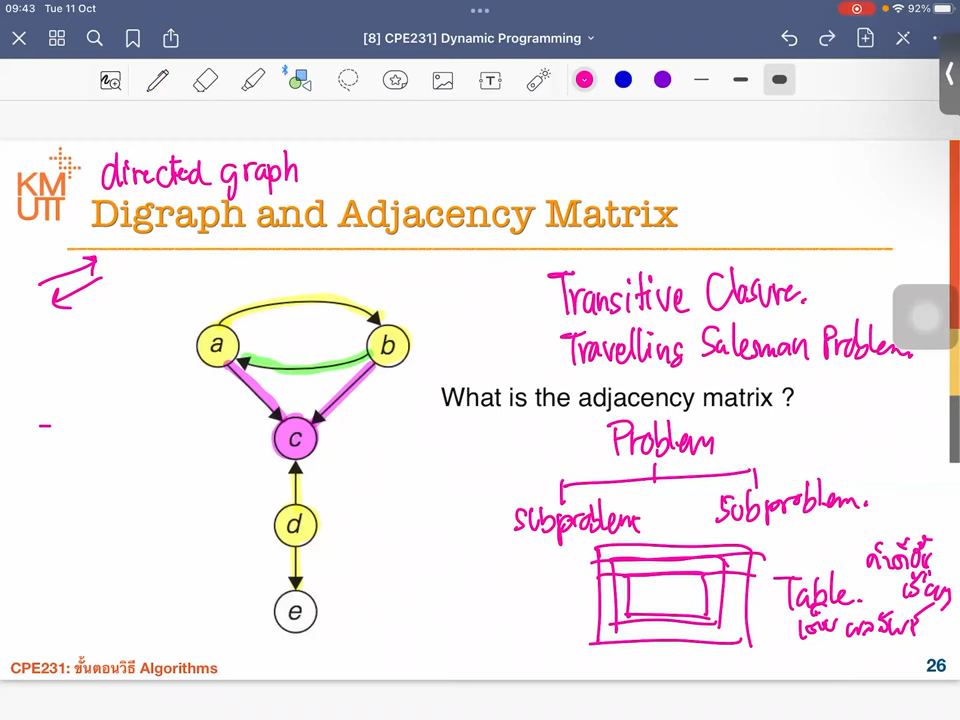 09:43 Tue 11 Oct
92%
[8] CPE231] Dynamic Programming
T
KM
UTT
directed graph
Digraph and Adjacency Matrix
Transitive Closure.
Travelling Salesman Problem.
a
b
c
d
e
What is the adjacency matrix ?
Problem
subproblem
Subproblem.
Table.
CPE231: ขั้นตอนวิธี Algorithms
26